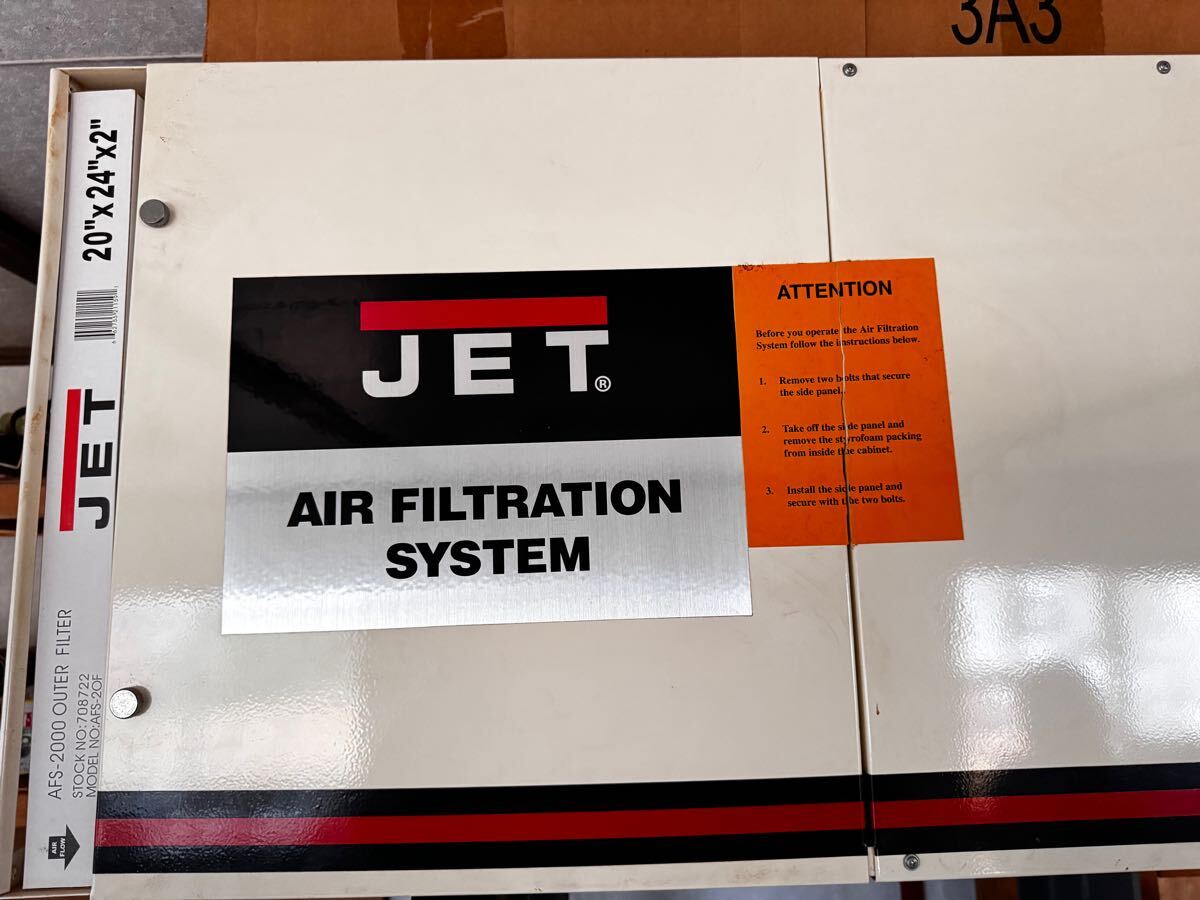 3A3
20"x 24"x2"
JET
AFS-2000 OUTER FILTER
STOCK NO:708722
MODEL NO:AFS-2OF
AIR
FLOW
JET®
AIR FILTRATION
SYSTEM
ATTENTION
Before you operate the Air Filtration
System follow the instructions below.
1. Remove two bolts that secure
the side panel.
2. Take off the side panel and
remove the styrofoam packing
from inside the cabinet.
3. Install the side panel and
secure with the two bolts.